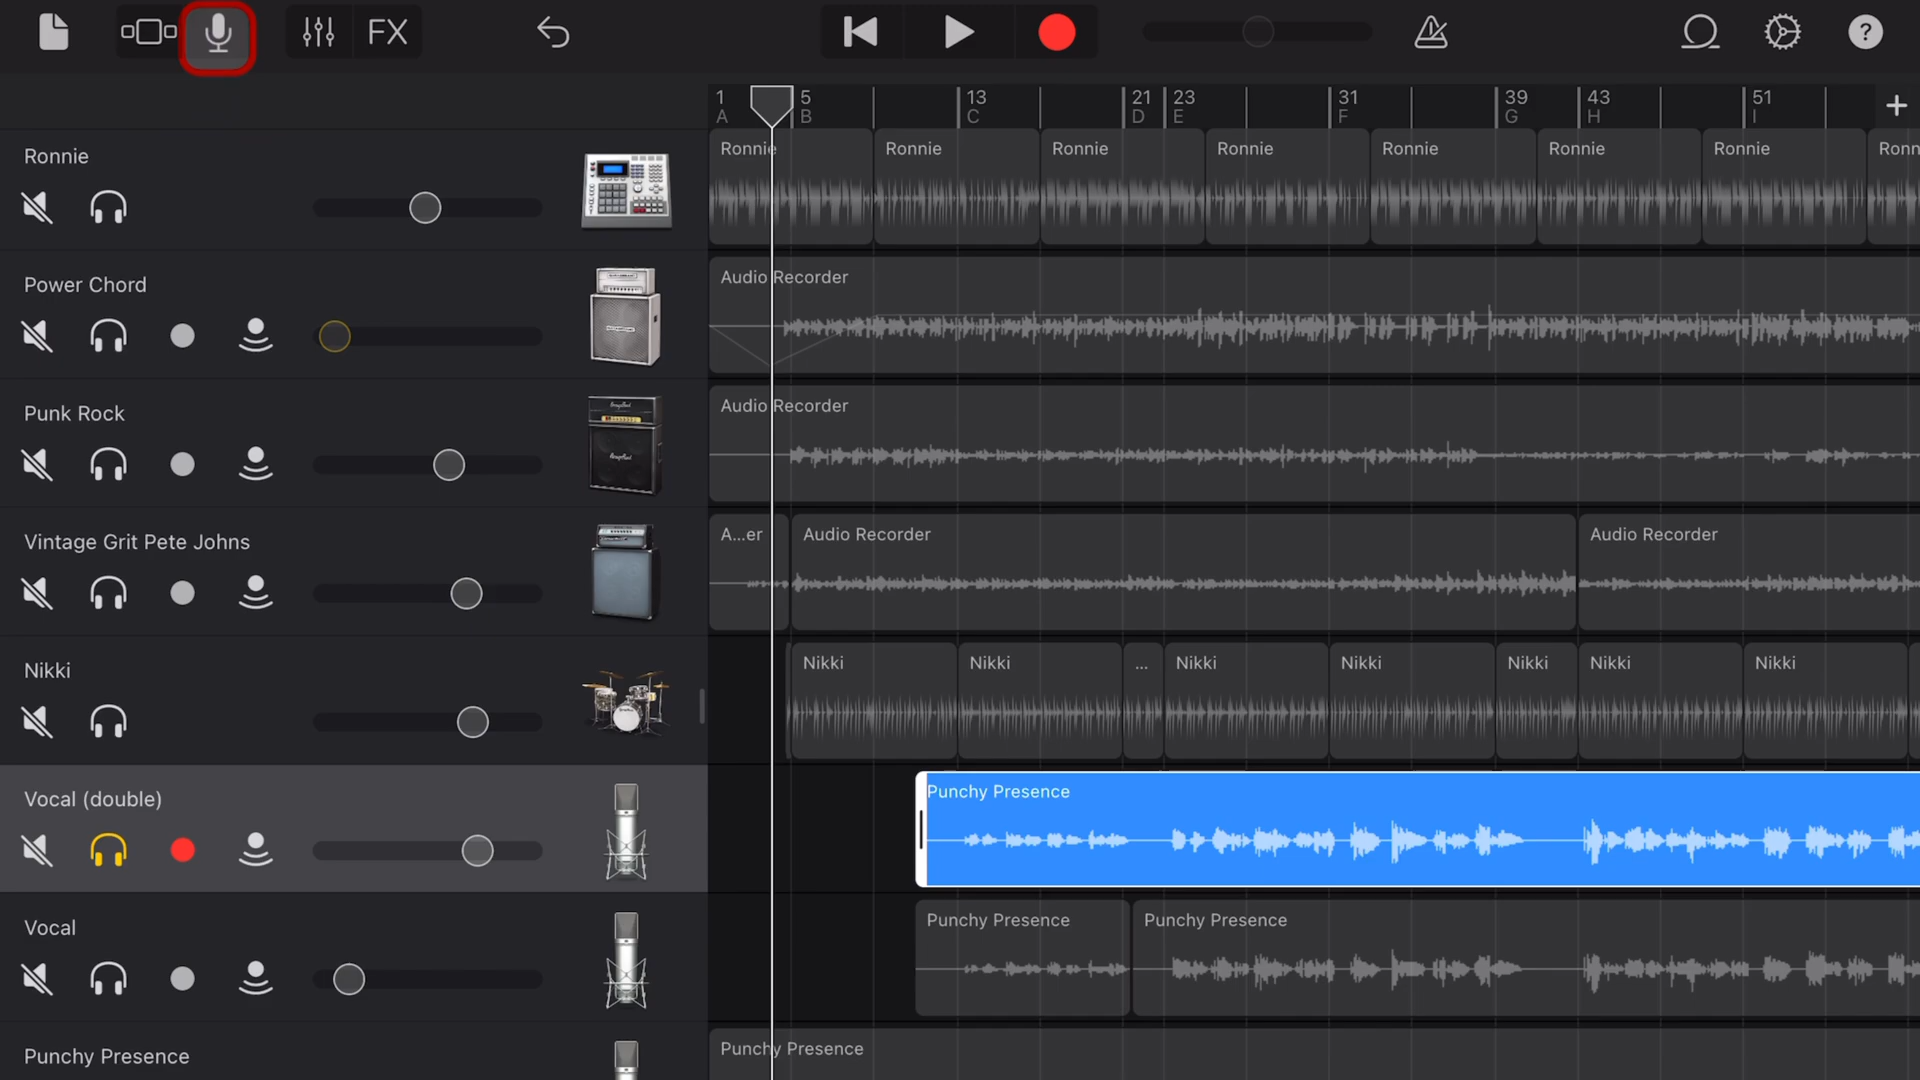 FX
?
1 5 13 21 23 31 39 43 51
A B C D E F G H I
+
Ronnie
Ronnie Ronnie Ronnie Ronnie Ronnie Ronnie Ronnie Ronn
Power Chord
Audio Recorder
Punk Rock
Audio Recorder
Vintage Grit Pete Johns
A...er Audio Recorder Audio Recorder
Nikki
Nikki Nikki ... Nikki Nikki Nikki Nikki Nikki
Vocal (double)
Punchy Presence
Vocal
Punchy Presence Punchy Presence
Punchy Presence
Punchy Presence